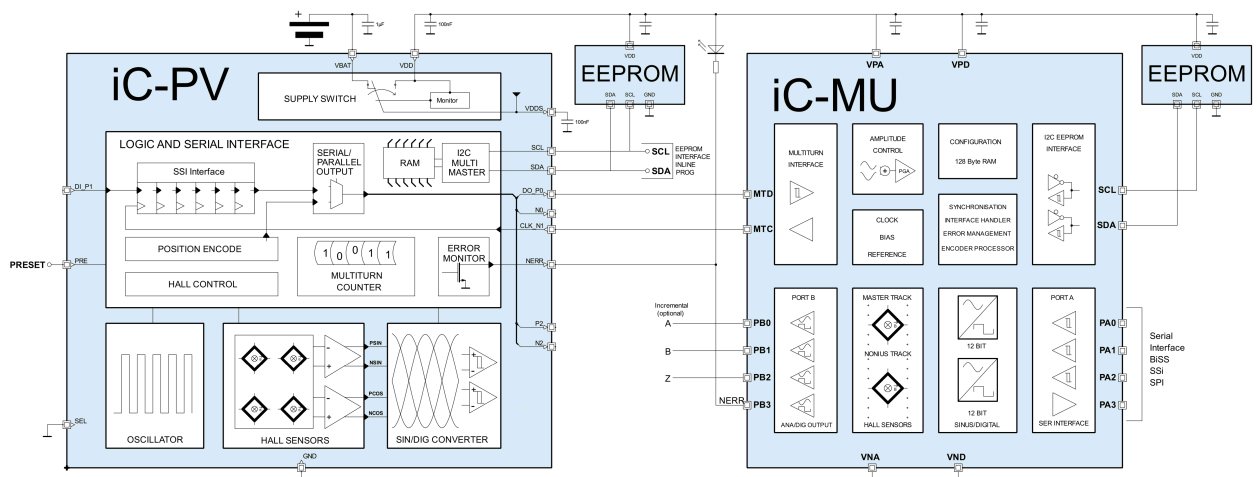 +
1µF
100nF
VBAT
VDD
iC-PV
SUPPLY SWITCH
Monitor
VDDS
100nF
LOGIC AND SERIAL INTERFACE
SSI Interface
SERIAL/
PARALLEL
OUTPUT
RAM
I2C
MULTI
MASTER
SCL
SDA
DI_P1
DO_P0
N0
CLK_N1
POSITION ENCODE
1 0 0 1 1
MULTITURN
COUNTER
ERROR
MONITOR
NERR
PRESET
PRE
HALL CONTROL
P2
N2
OSCILLATOR
HALL SENSORS
PSIN
NSIN
PCOS
NCOS
SIN/DIG CONVERTER
SEL
GND
VDD
EEPROM
SDA
SCL
GND
SCL
SDA
EEPROM
INTERFACE
INLINE
PROG
Incremental
(optional)
A
B
Z
NERR
VPA
VPD
iC-MU
MULTITURN
INTERFACE
AMPLITUDE
CONTROL
PGA
CONFIGURATION
128 Byte RAM
I2C EEPROM
INTERFACE
MTD
MTC
CLOCK
BIAS
REFERENCE
SYNCHRONISATION
INTERFACE HANDLER
ERROR MANAGEMENT
ENCODER PROCESSOR
SCL
SDA
PORT B
MASTER TRACK
NONIUS TRACK
12 BIT
12 BIT
PORT A
PB0
PB1
PB2
PB3
ANA/DIG OUTPUT
HALL SENSORS
SINUS/DIGITAL
SER INTERFACE
PA0
PA1
PA2
PA3
Serial
Interface
BiSS
SSi
SPI
VNA
VND
VDD
EEPROM
SDA
SCL
GND